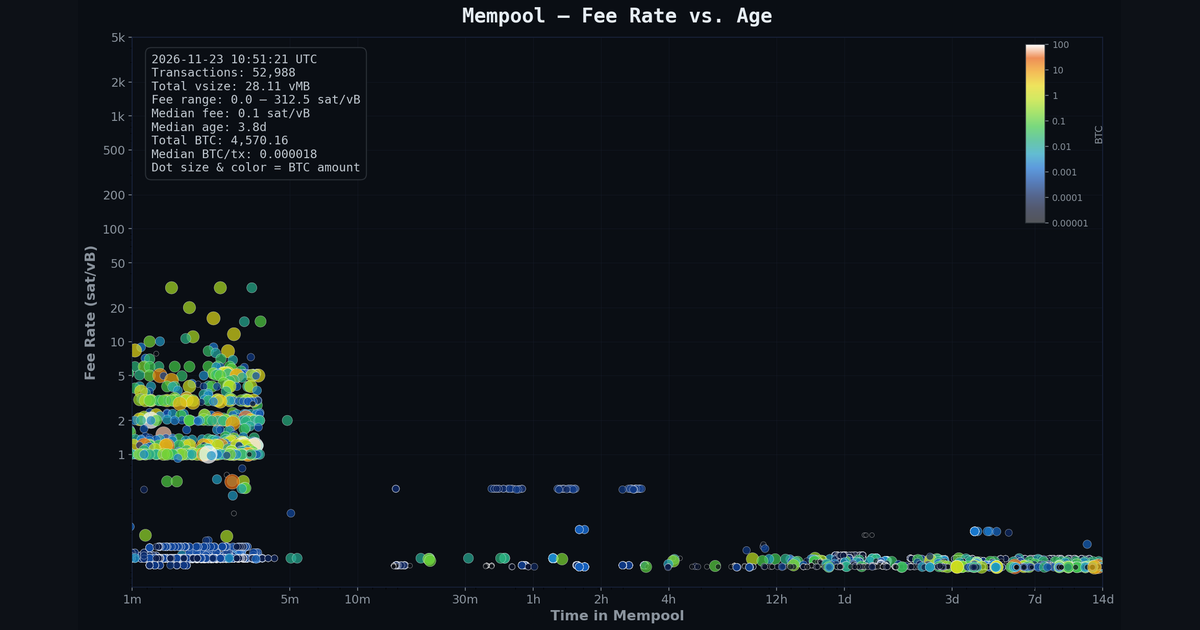 Mempool — Fee Rate vs. Age
2026-11-23 10:51:21 UTC
Transactions: 52,988
Total vsize: 28.11 vMB
Fee range: 0.0 – 312.5 sat/vB
Median fee: 0.1 sat/vB
Median age: 3.8d
Total BTC: 4,570.16
Median BTC/tx: 0.000018
Dot size & color = BTC amount
Fee Rate (sat/vB)
5k
2k
1k
500
200
100
50
20
10
5
2
1
100
10
1
0.1
0.01
0.001
0.0001
0.00001
BTC
1m 5m 10m 30m 1h 2h 4h 12h 1d 3d 7d 14d
Time in Mempool